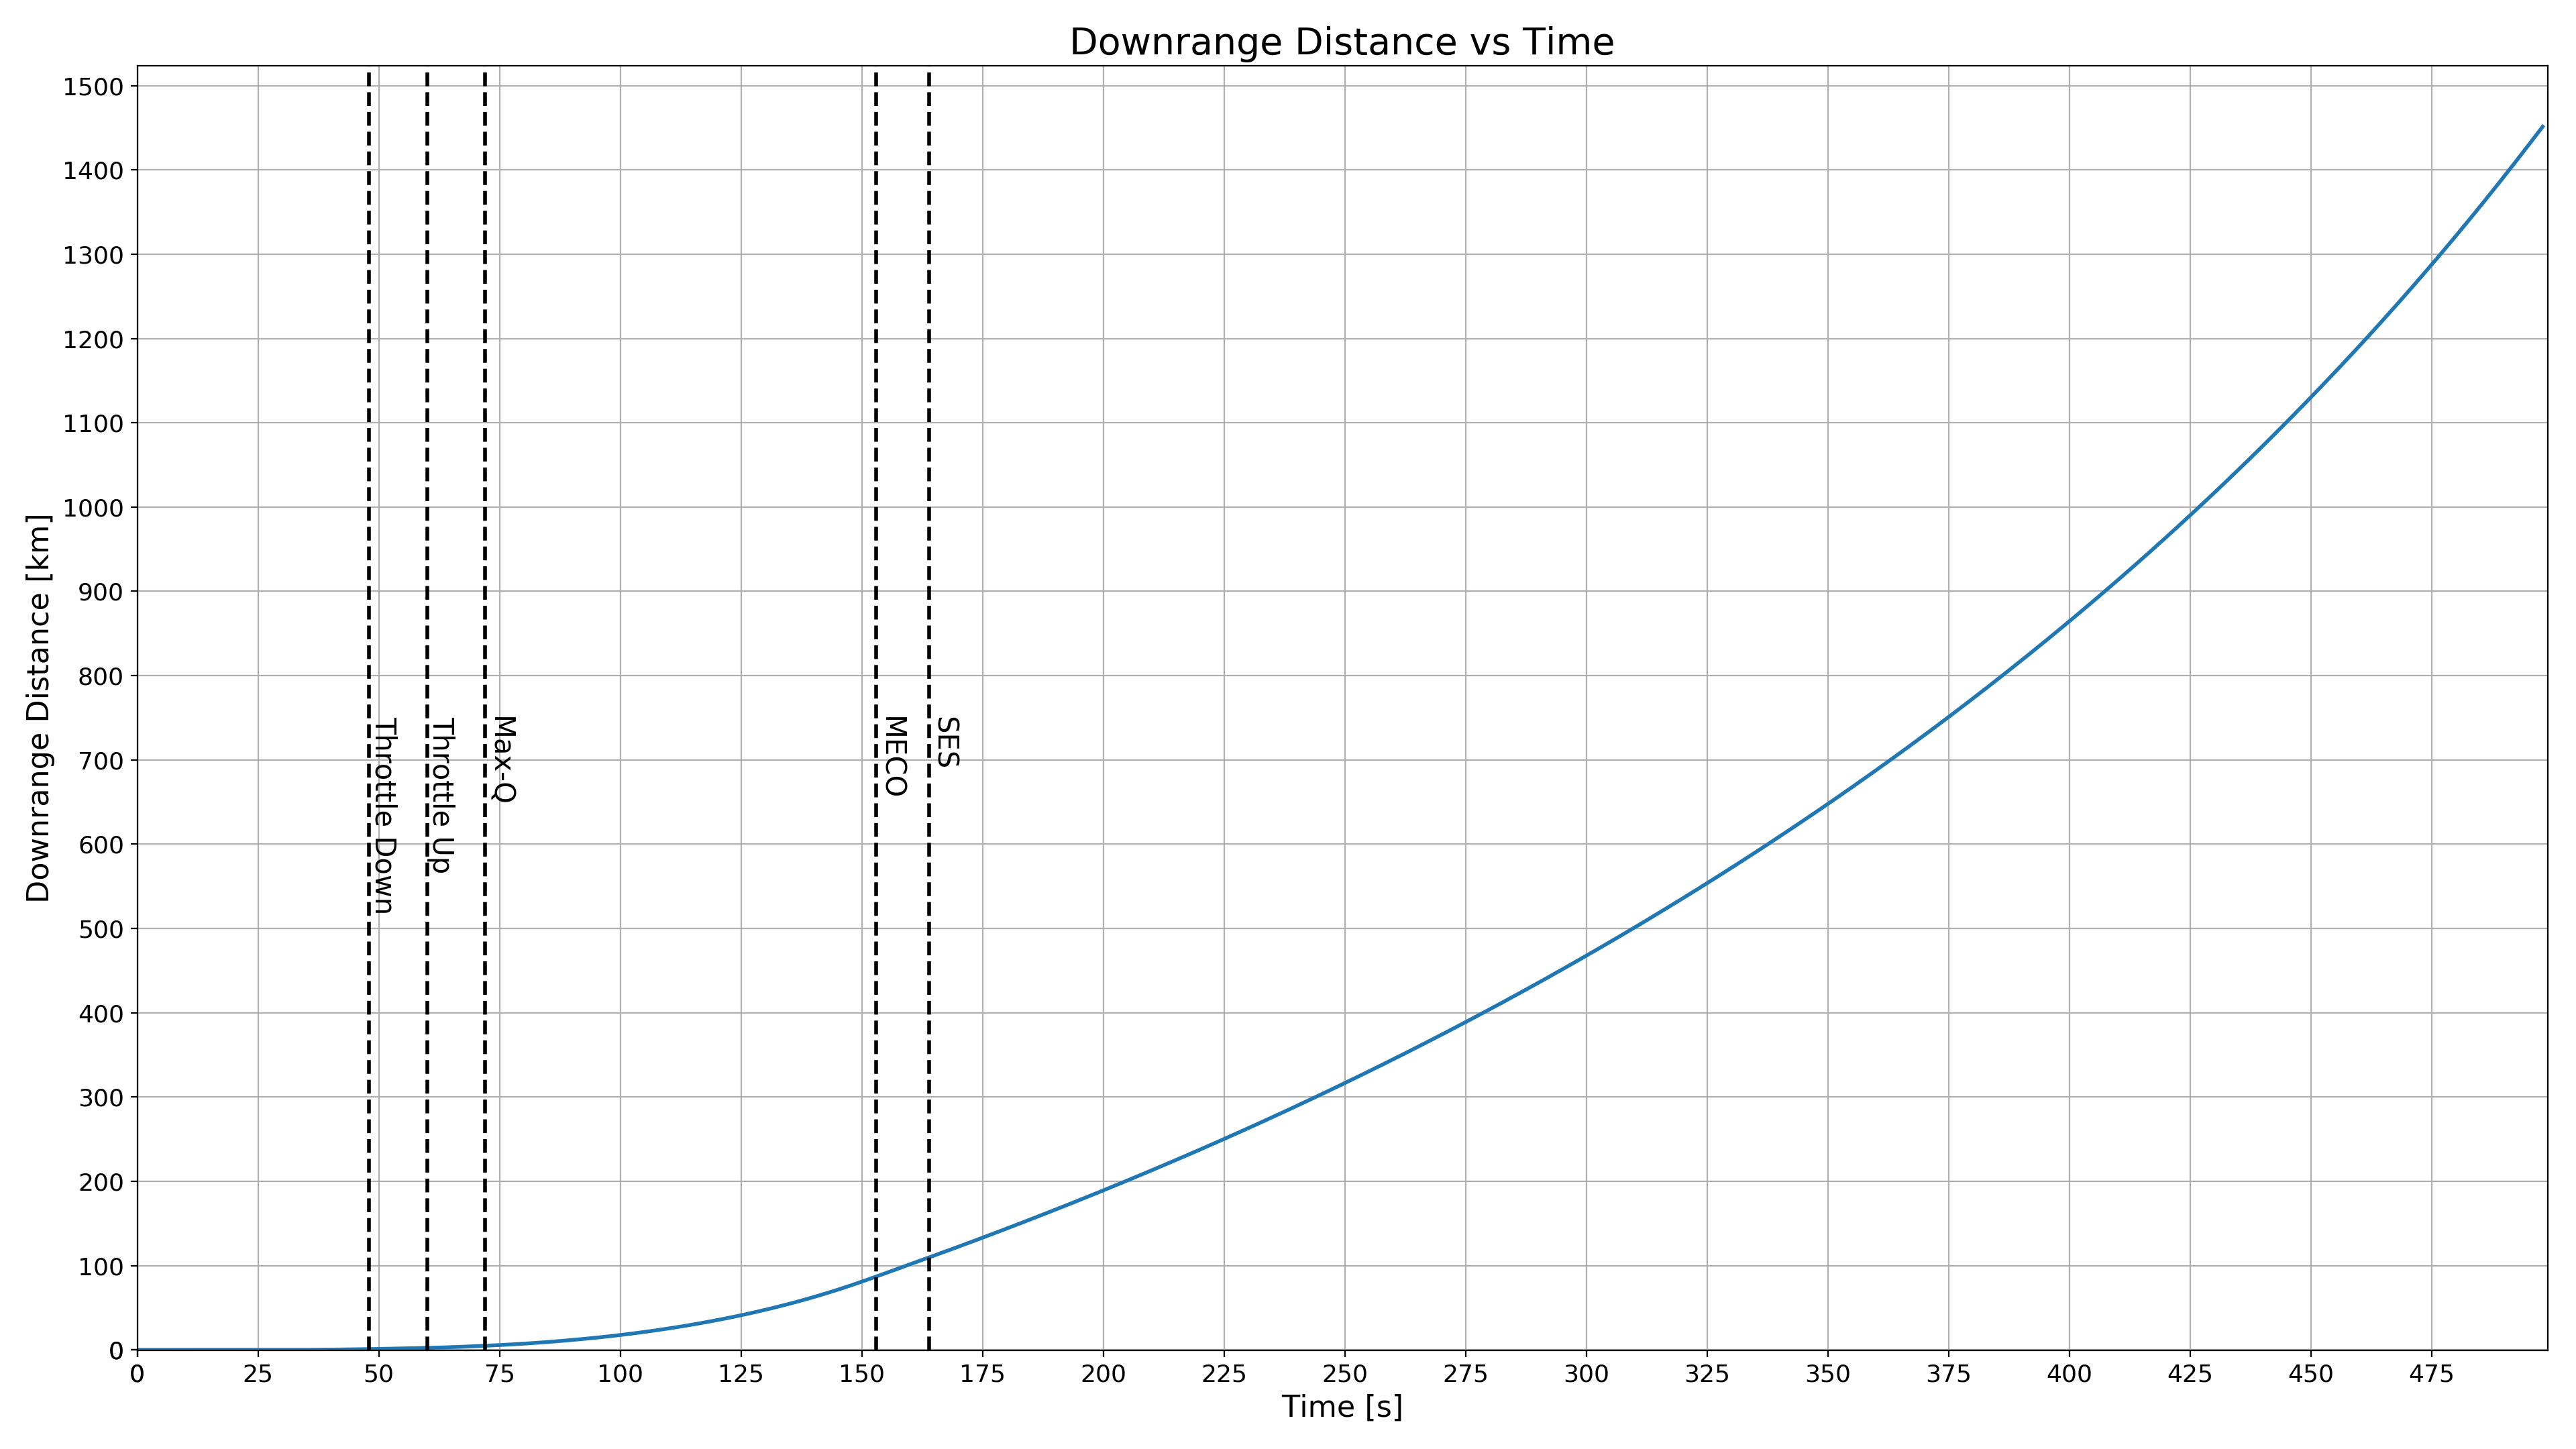 Downrange Distance vs Time
Downrange Distance [km]
1500
1400
1300
1200
1100
1000
900
800
700
600
500
400
300
200
100
0
Throttle Down
Throttle Up
Max-Q
MECO
SES
0 25 50 75 100 125 150 175 200 225 250 275 300 325 350 375 400 425 450 475
Time [s]